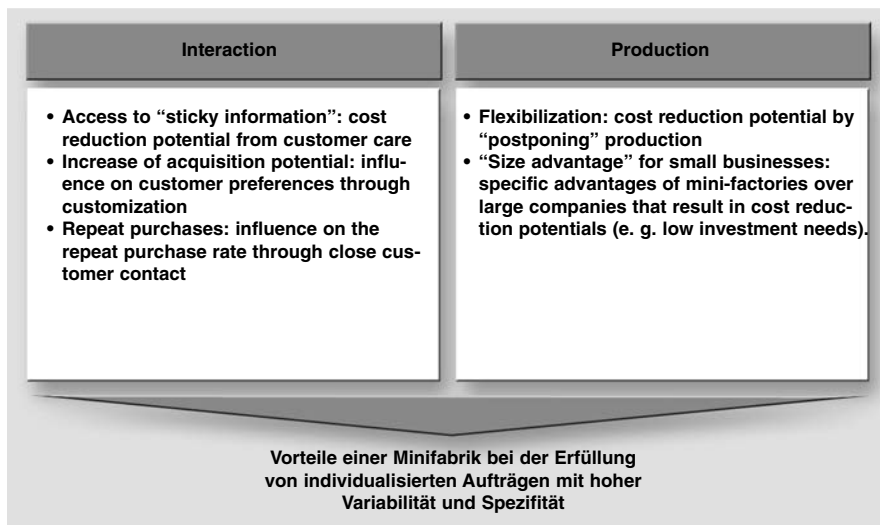 Interaction
• Access to “sticky information”: cost
reduction potential from customer care
• Increase of acquisition potential: influ-
ence on customer preferences through
customization
• Repeat purchases: influence on the
repeat purchase rate through close cus-
tomer contact
Production
• Flexibilization: cost reduction potential by
“postponing” production
• “Size advantage” for small businesses:
specific advantages of mini-factories over
large companies that result in cost reduc-
tion potentials (e. g. low investment needs).
Vorteile einer Minifabrik bei der Erfüllung
von individualisierten Aufträgen mit hoher
Variabilität und Spezifität